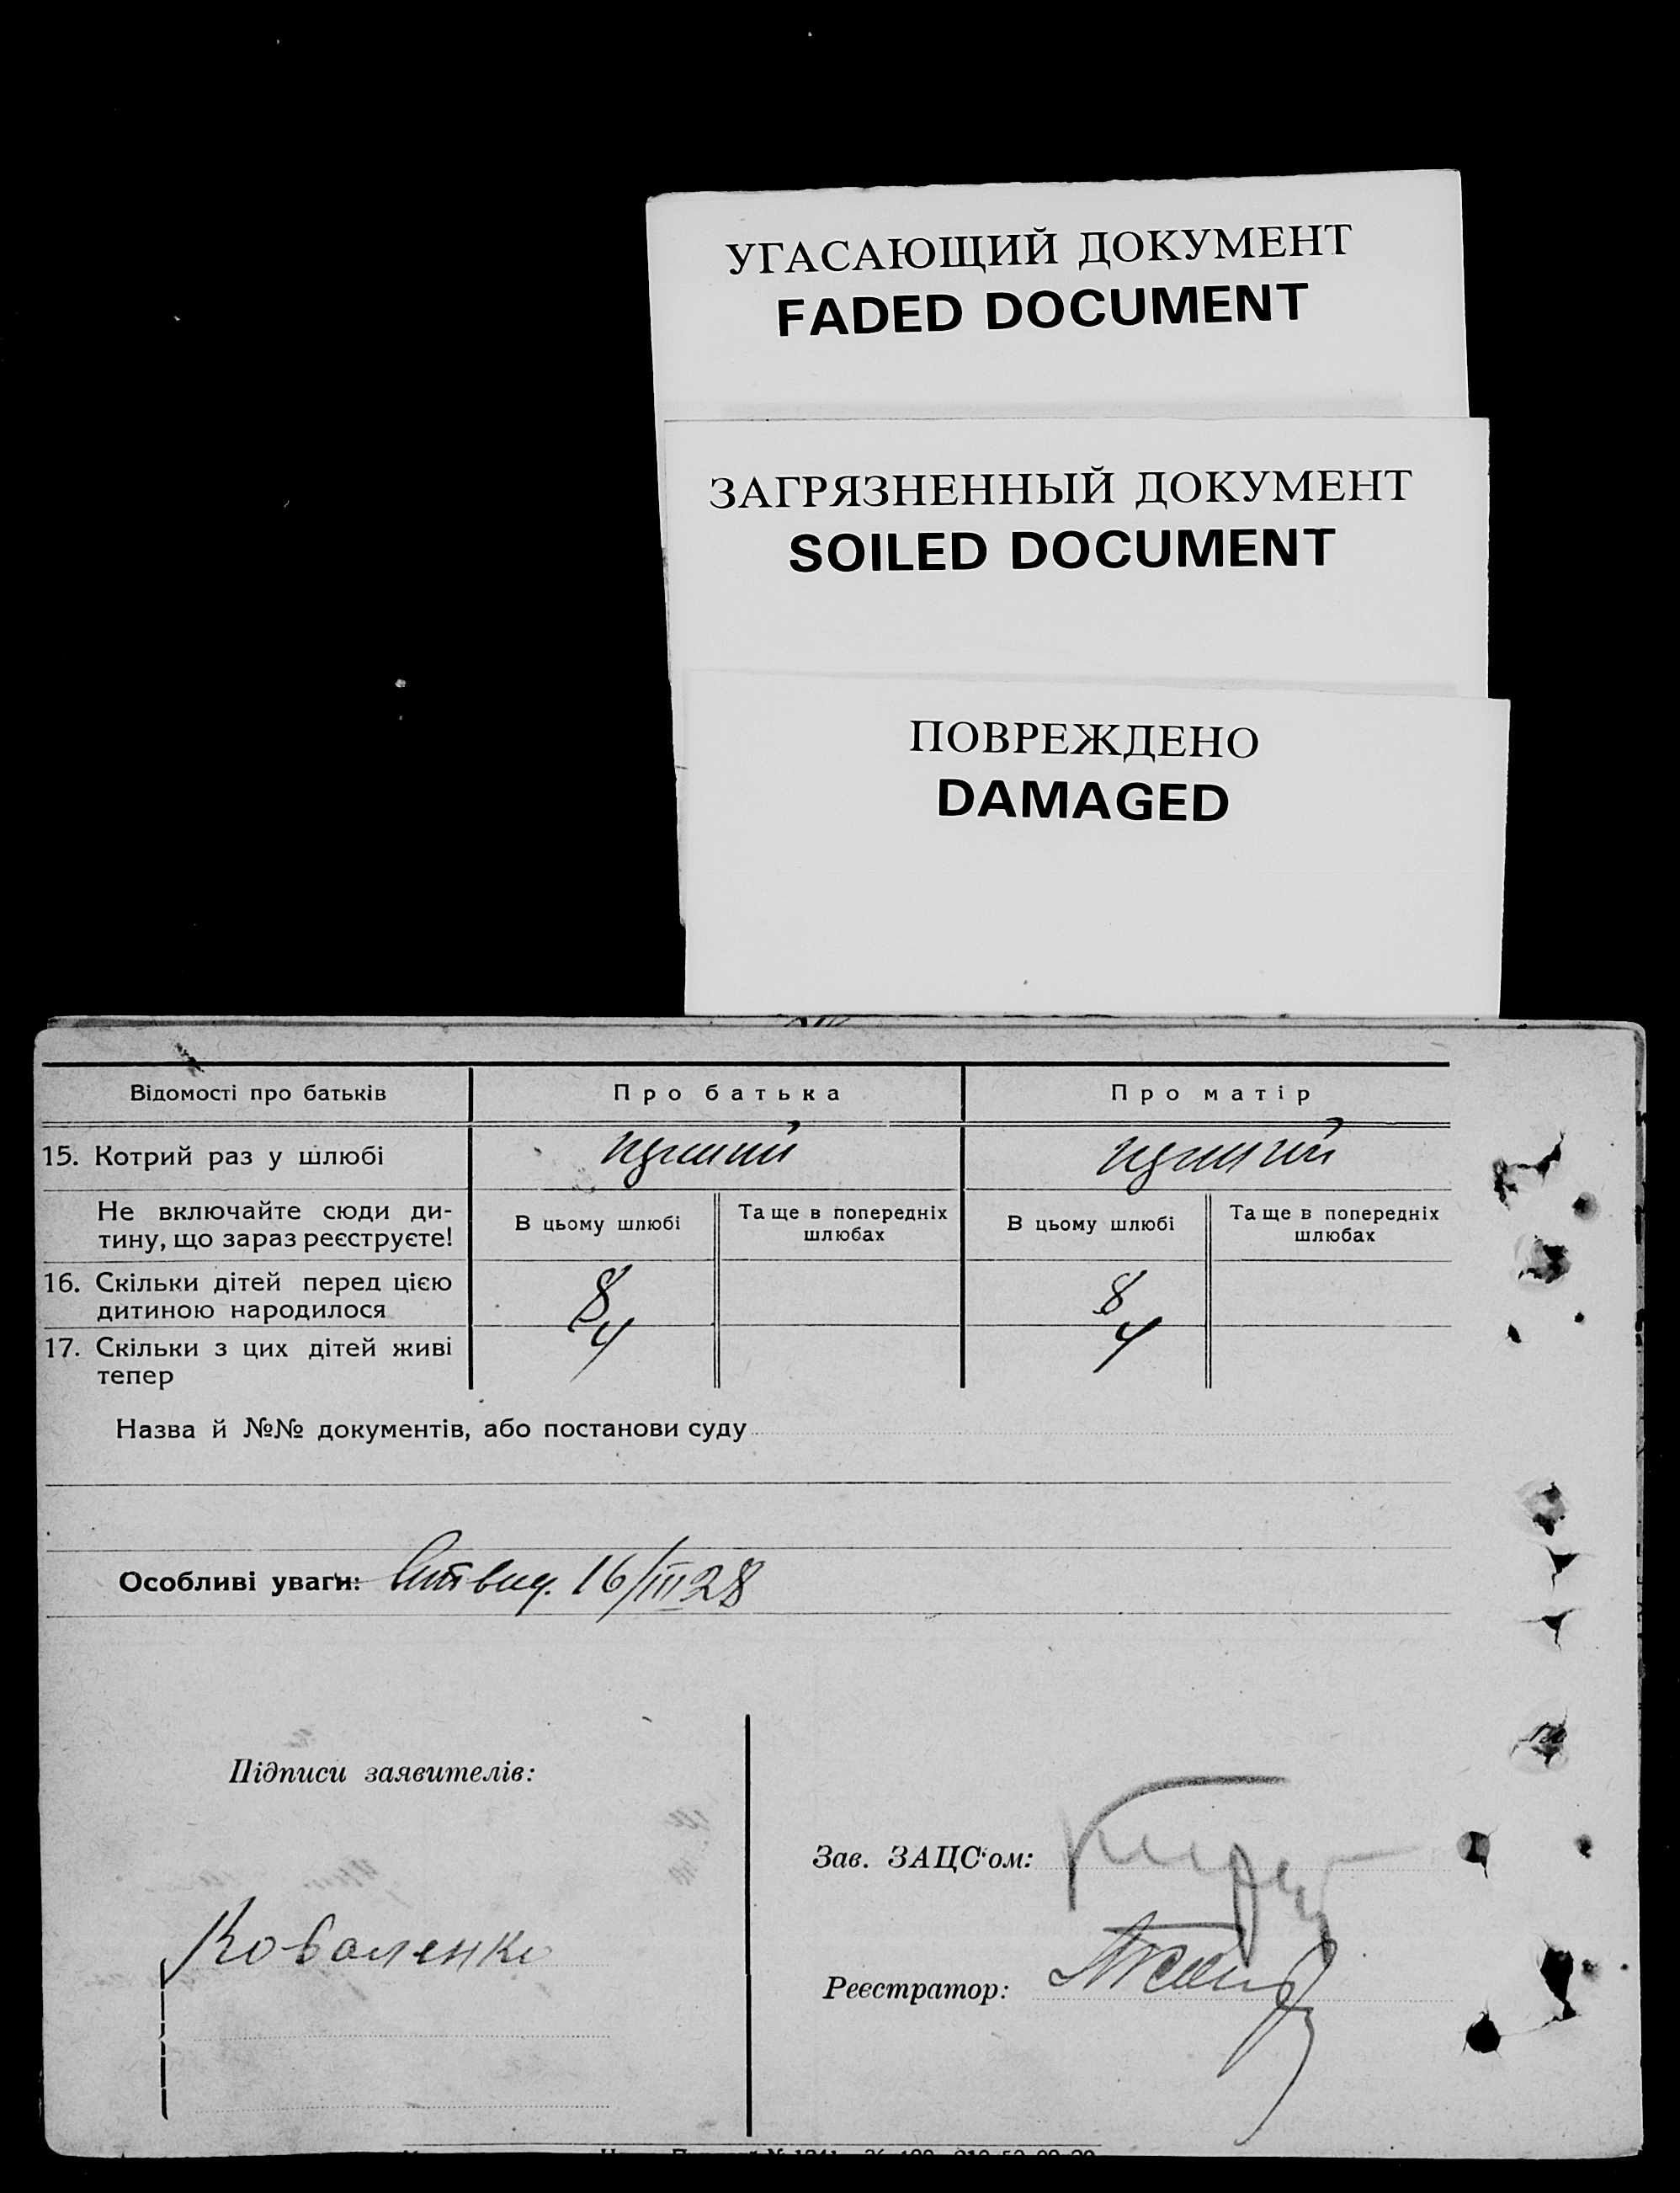 УГАСАЮЩИЙ ДОКУМЕНТ
FADED DOCUMENT
ЗАГРЯЗНЕННЫЙ ДОКУМЕНТ
SOILED DOCUMENT
ПОВРЕЖДЕНО
DAMAGED
Відомості про батьків
Про батька
Про матір
15. Котрий раз у шлюбі
Не включайте сюди ди-
тину, що зараз реєструєте!
В цьому шлюбі
Та ще в попередніх
шлюбах
В цьому шлюбі
Та ще в попередніх
шлюбах
16. Скільки дітей перед цією
дитиною народилося
8
8
17. Скільки з цих дітей живі
тепер
4
4
Назва й №№ документів, або постанови суду
Особливі уваги: 16/III 28
Підписи заявителів:
Зав. ЗАЦС‘ом:
Коваленко
Реєстратор: